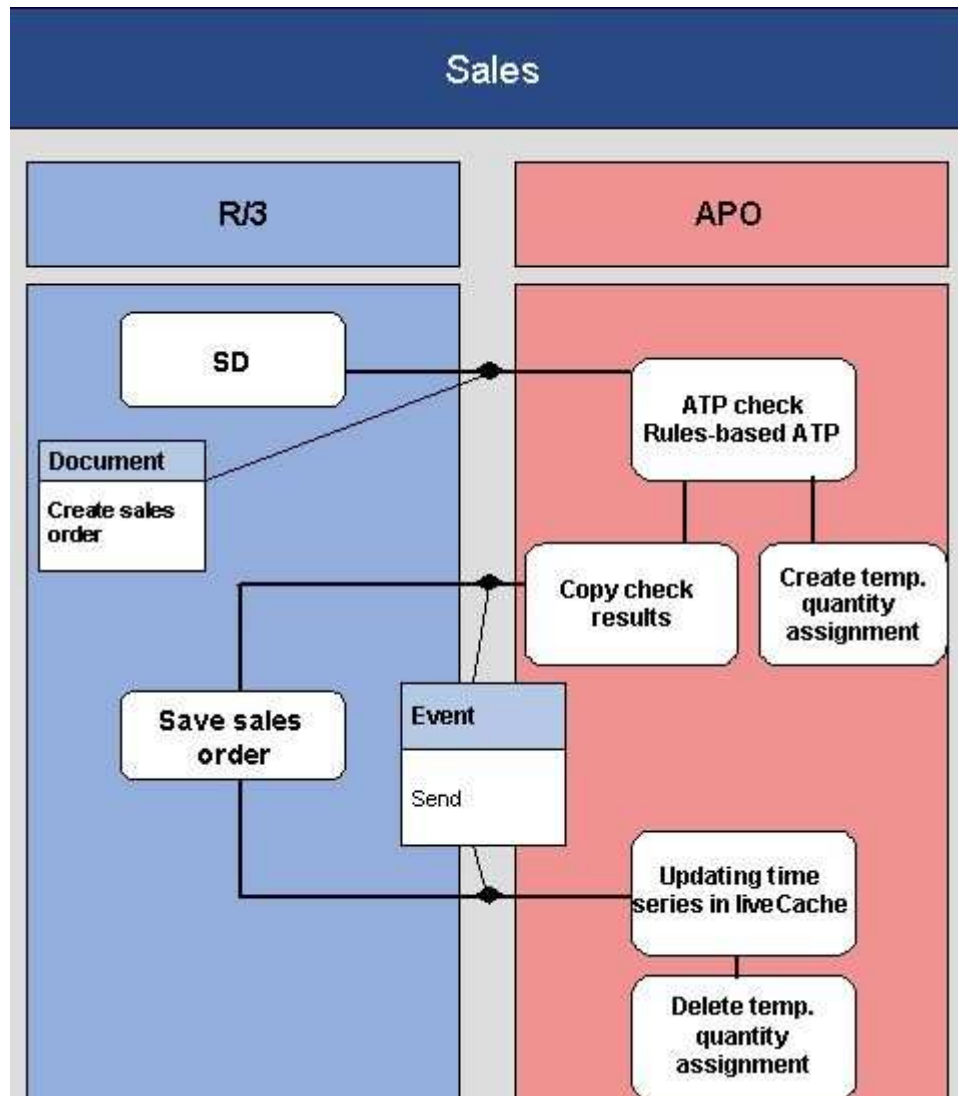 Sales
R/3
APO
SD
ATP check
Rules-based ATP
Document
Create sales
order
Copy check
results
Create temp.
quantity
assignment
Save sales
order
Event
Send
Updating time
series in liveCache
Delete temp.
quantity
assignment